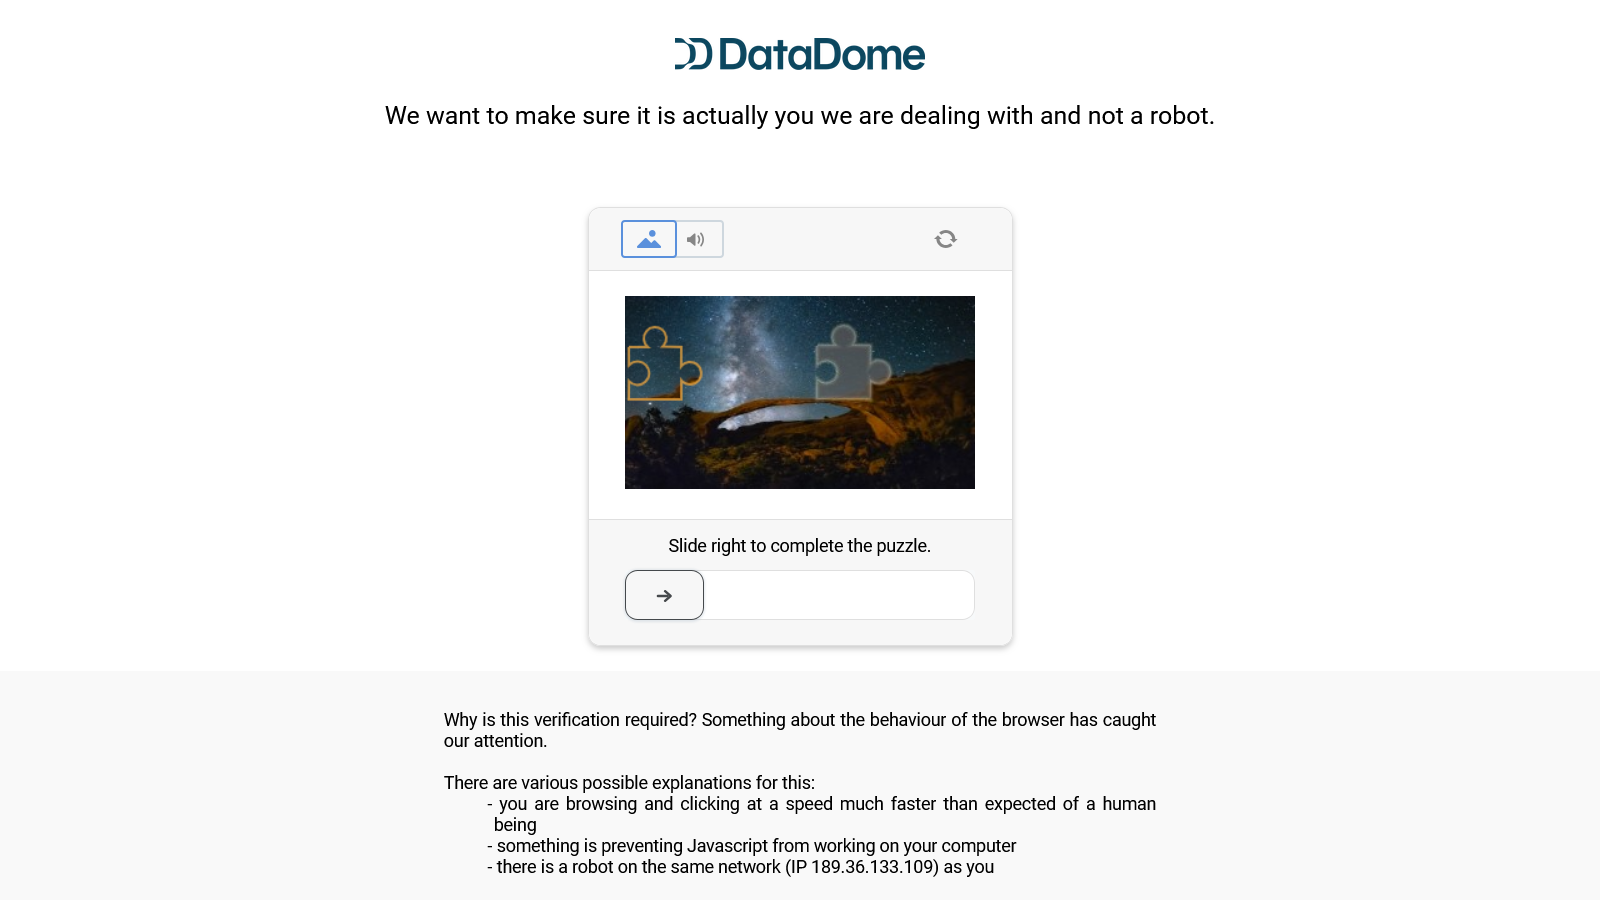 DataDome
We want to make sure it is actually you we are dealing with and not a robot.
Slide right to complete the puzzle.
Why is this verification required? Something about the behaviour of the browser has caught
our attention.
There are various possible explanations for this:
- you are browsing and clicking at a speed much faster than expected of a human
being
- something is preventing Javascript from working on your computer
- there is a robot on the same network (IP 189.36.133.109) as you